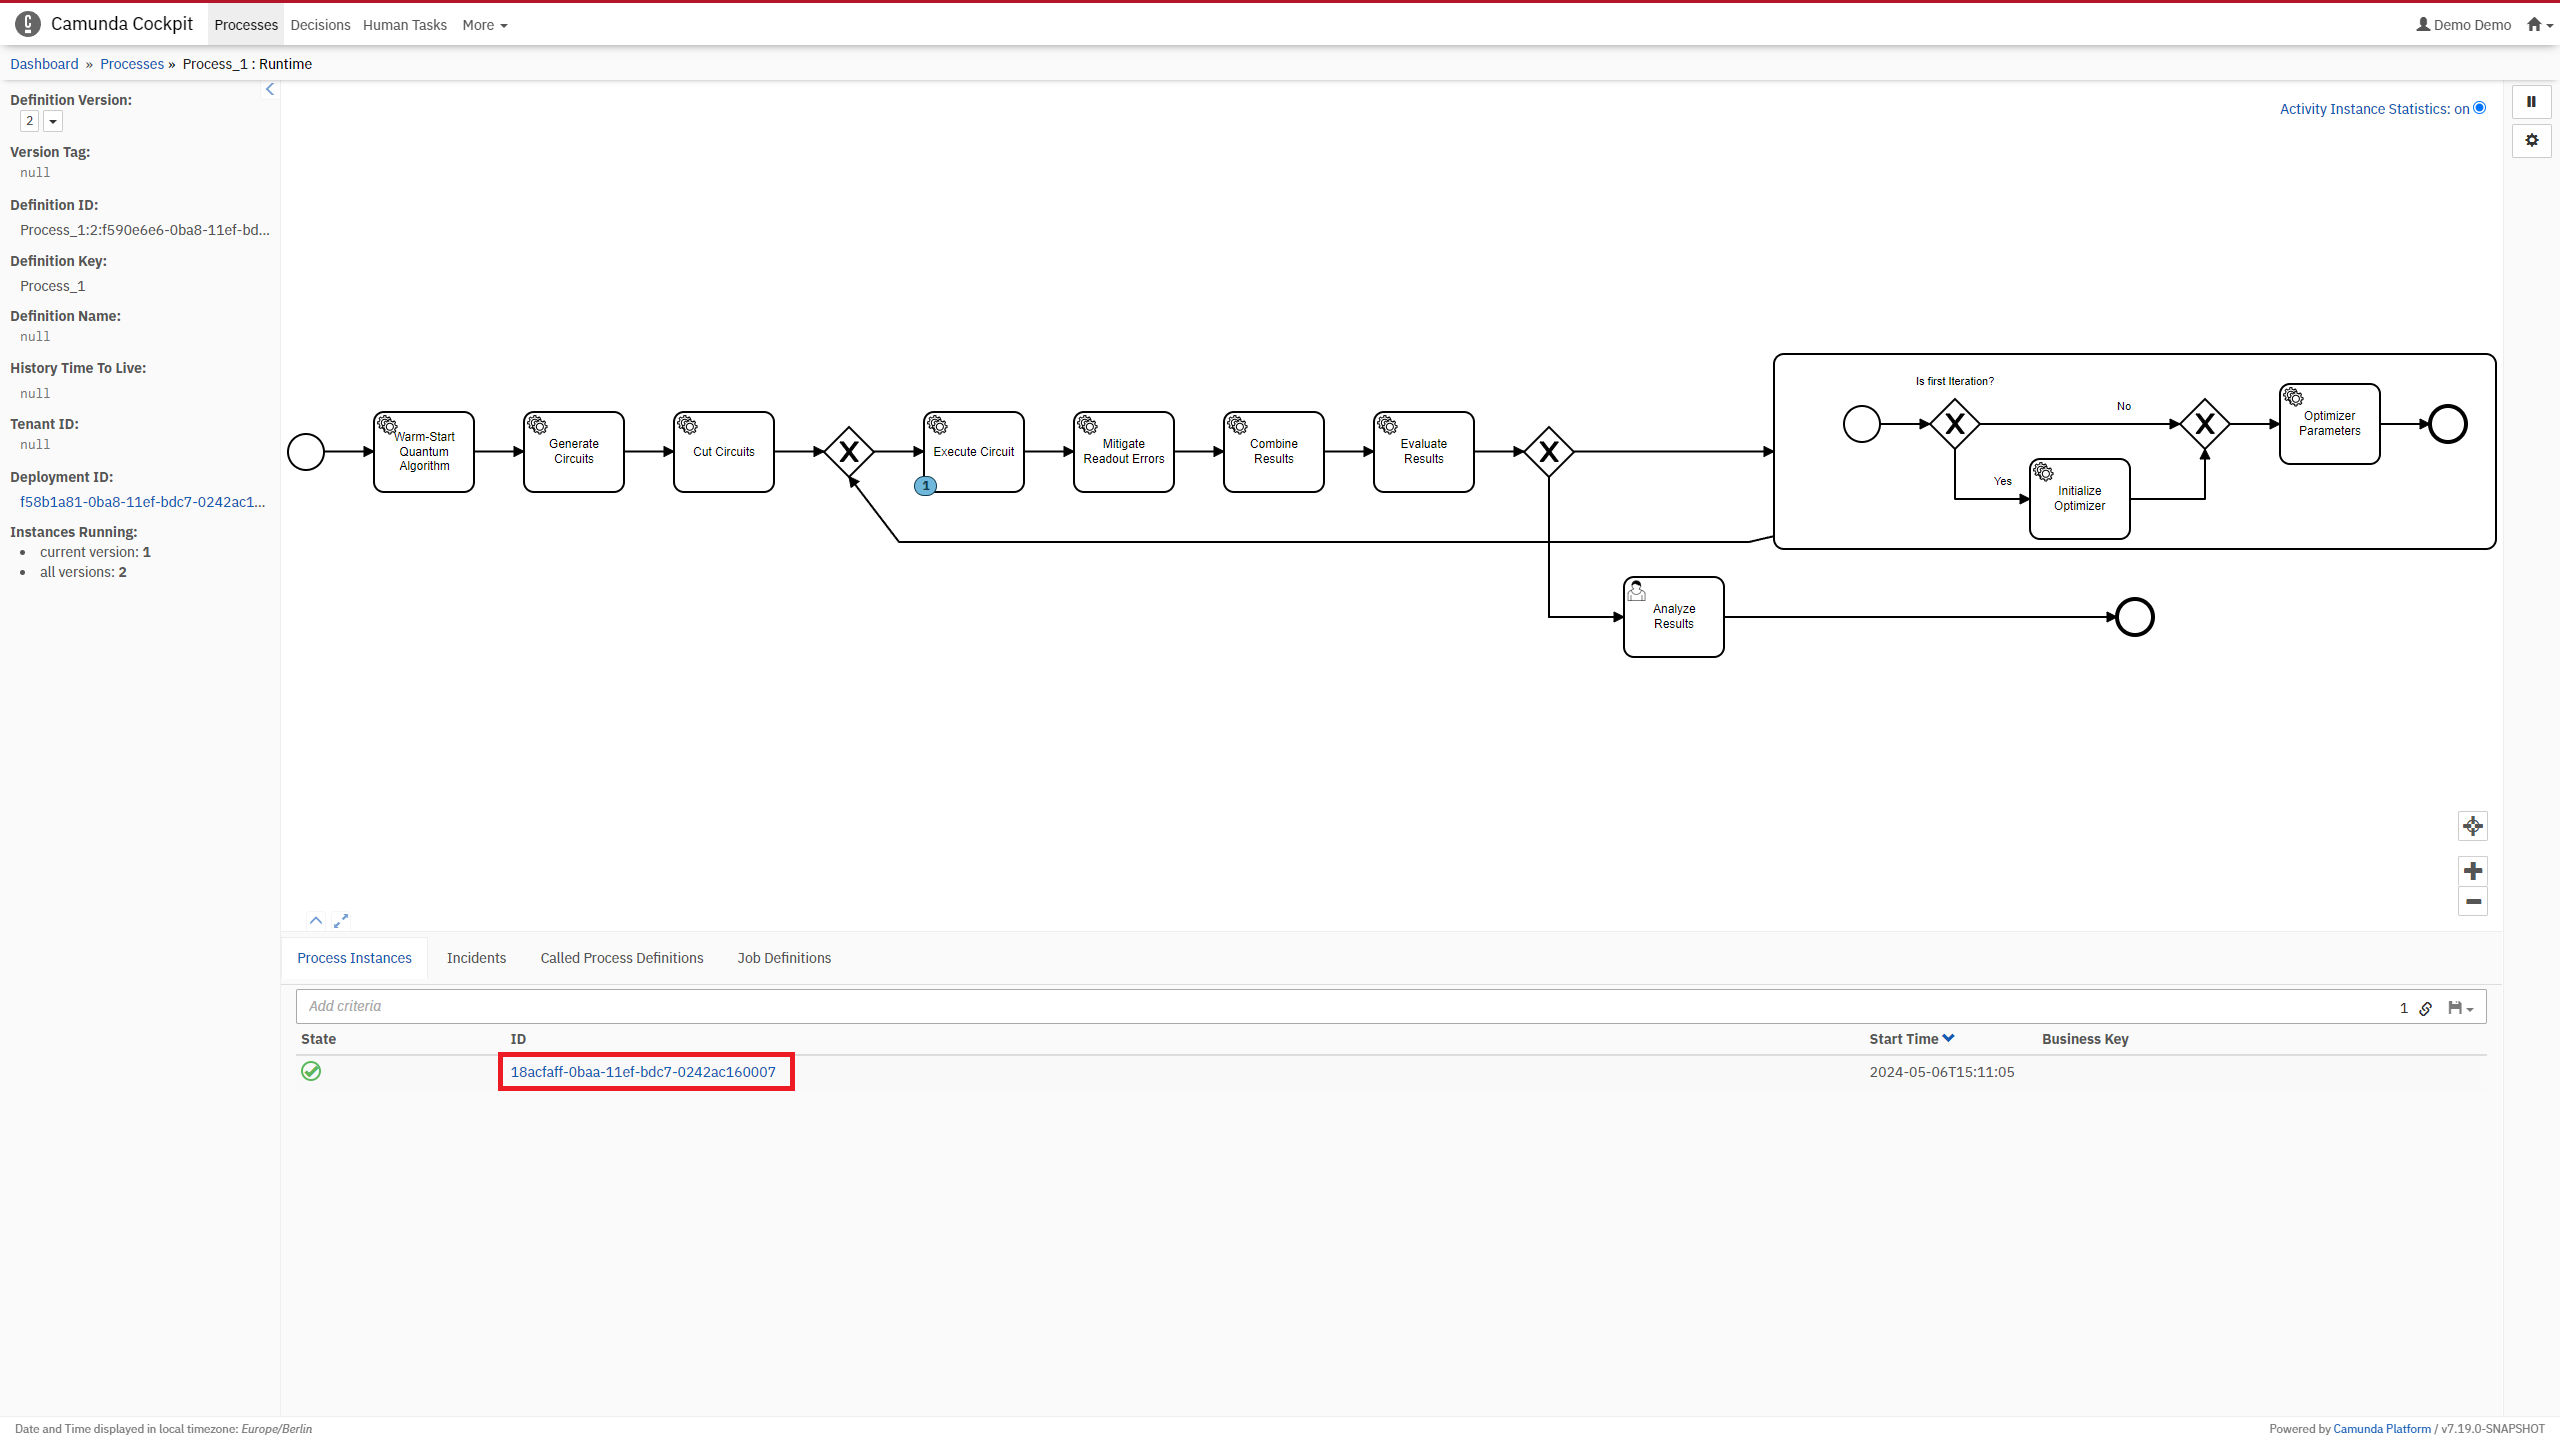 Camunda Cockpit Processes Decisions Human Tasks More Demo Demo
Dashboard » Processes » Process_1 : Runtime
Definition Version:
2
Version Tag:
null
Definition ID:
Process_1:2:f590e6e6-0ba8-11ef-bd...
Definition Key:
Process_1
Definition Name:
null
History Time To Live:
null
Tenant ID:
null
Deployment ID:
f58b1a81-0ba8-11ef-bdc7-0242ac1...
Instances Running:
current version: 1
all versions: 2
Activity Instance Statistics: on
Warm-Start
Quantum
Algorithm
Generate
Circuits
Cut Circuits
Execute Circuit
1
Mitigate
Readout Errors
Combine
Results
Evaluate
Results
Is first Iteration?
No
Yes
Initialize
Optimizer
Optimizer
Parameters
Analyze
Results
Process Instances Incidents Called Process Definitions Job Definitions
Add criteria 1
State ID Start Time Business Key
18acfaff-0baa-11ef-bdc7-0242ac160007 2024-05-06T15:11:05
Date and Time displayed in local timezone: Europe/Berlin Powered by Camunda Platform / v7.19.0-SNAPSHOT